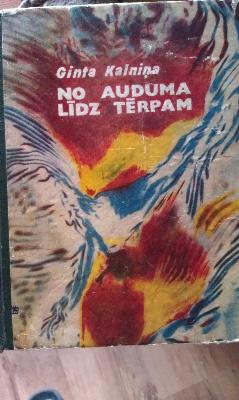 Ginta Kalniņa
NO AUDUMA
LĪDZ TĒRPAM